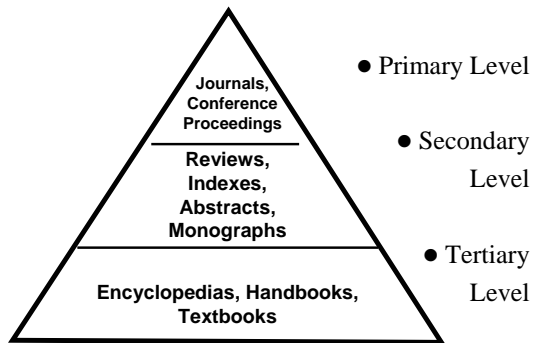 Journals,
Conference
Proceedings
● Primary Level
Reviews,
Indexes,
Abstracts,
Monographs
● Secondary
Level
Encyclopedias, Handbooks,
Textbooks
● Tertiary
Level